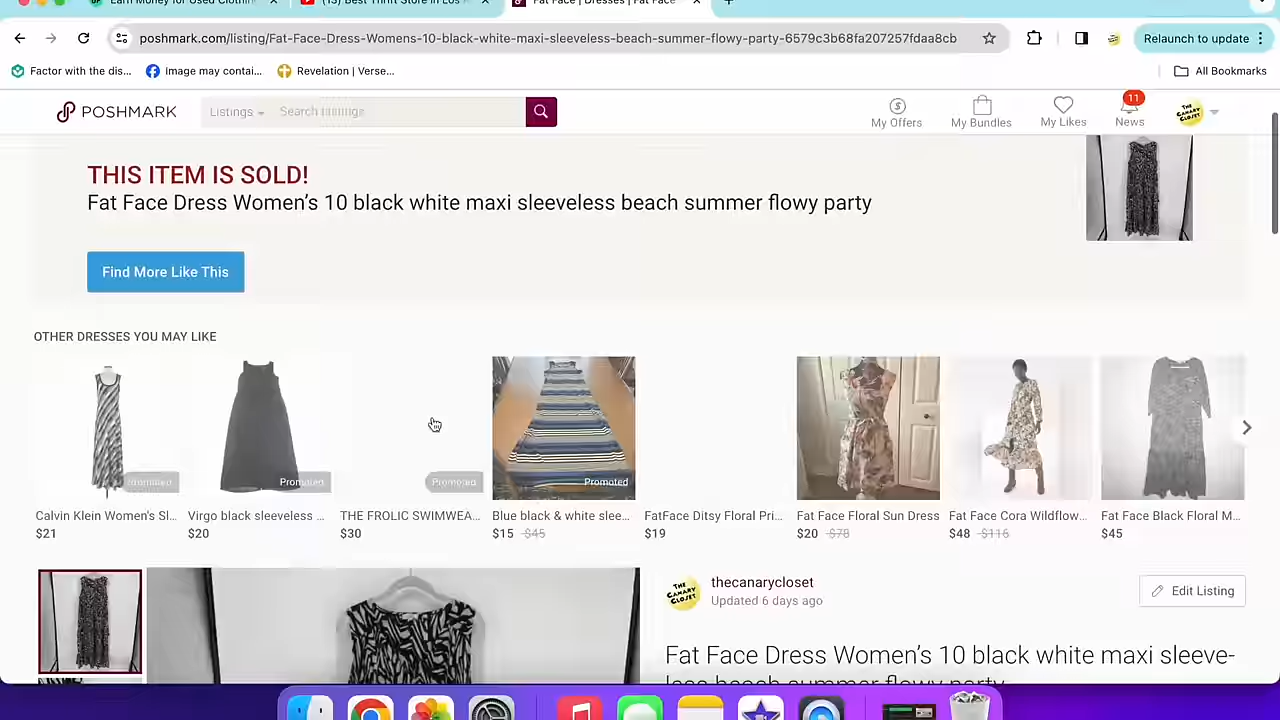 Earn Money for Used Clothin
(13) Best Thrift Store in Los A
Fat Face | Dresses | Fat Face
poshmark.com/listing/Fat-Face-Dress-Womens-10-black-white-maxi-sleeveless-beach-summer-flowy-party-6579c3b68fa207257fdaa8cb
Relaunch to update
Factor with the dis...
Image may contai...
Revelation | Verse...
All Bookmarks
POSHMARK
Listings
Search listings
My Offers
My Bundles
My Likes
11
News
THE CANARY CLOSET
THIS ITEM IS SOLD!
Fat Face Dress Women's 10 black white maxi sleeveless beach summer flowy party
Find More Like This
OTHER DRESSES YOU MAY LIKE
Promoted
Promoted
Promoted
Promoted
Calvin Klein Women's Sl...
Virgo black sleeveless ...
THE FROLIC SWIMWEA...
Blue black & white slee...
FatFace Ditsy Floral Pri...
Fat Face Floral Sun Dress
Fat Face Cora Wildflow...
Fat Face Black Floral M...
$21
$20
$30
$15 $45
$19
$20 $78
$48 $116
$45
THE CANARY CLOSET
thecanarycloset
Updated 6 days ago
Edit Listing
Fat Face Dress Women's 10 black white maxi sleeve-
less beach summer flowy party